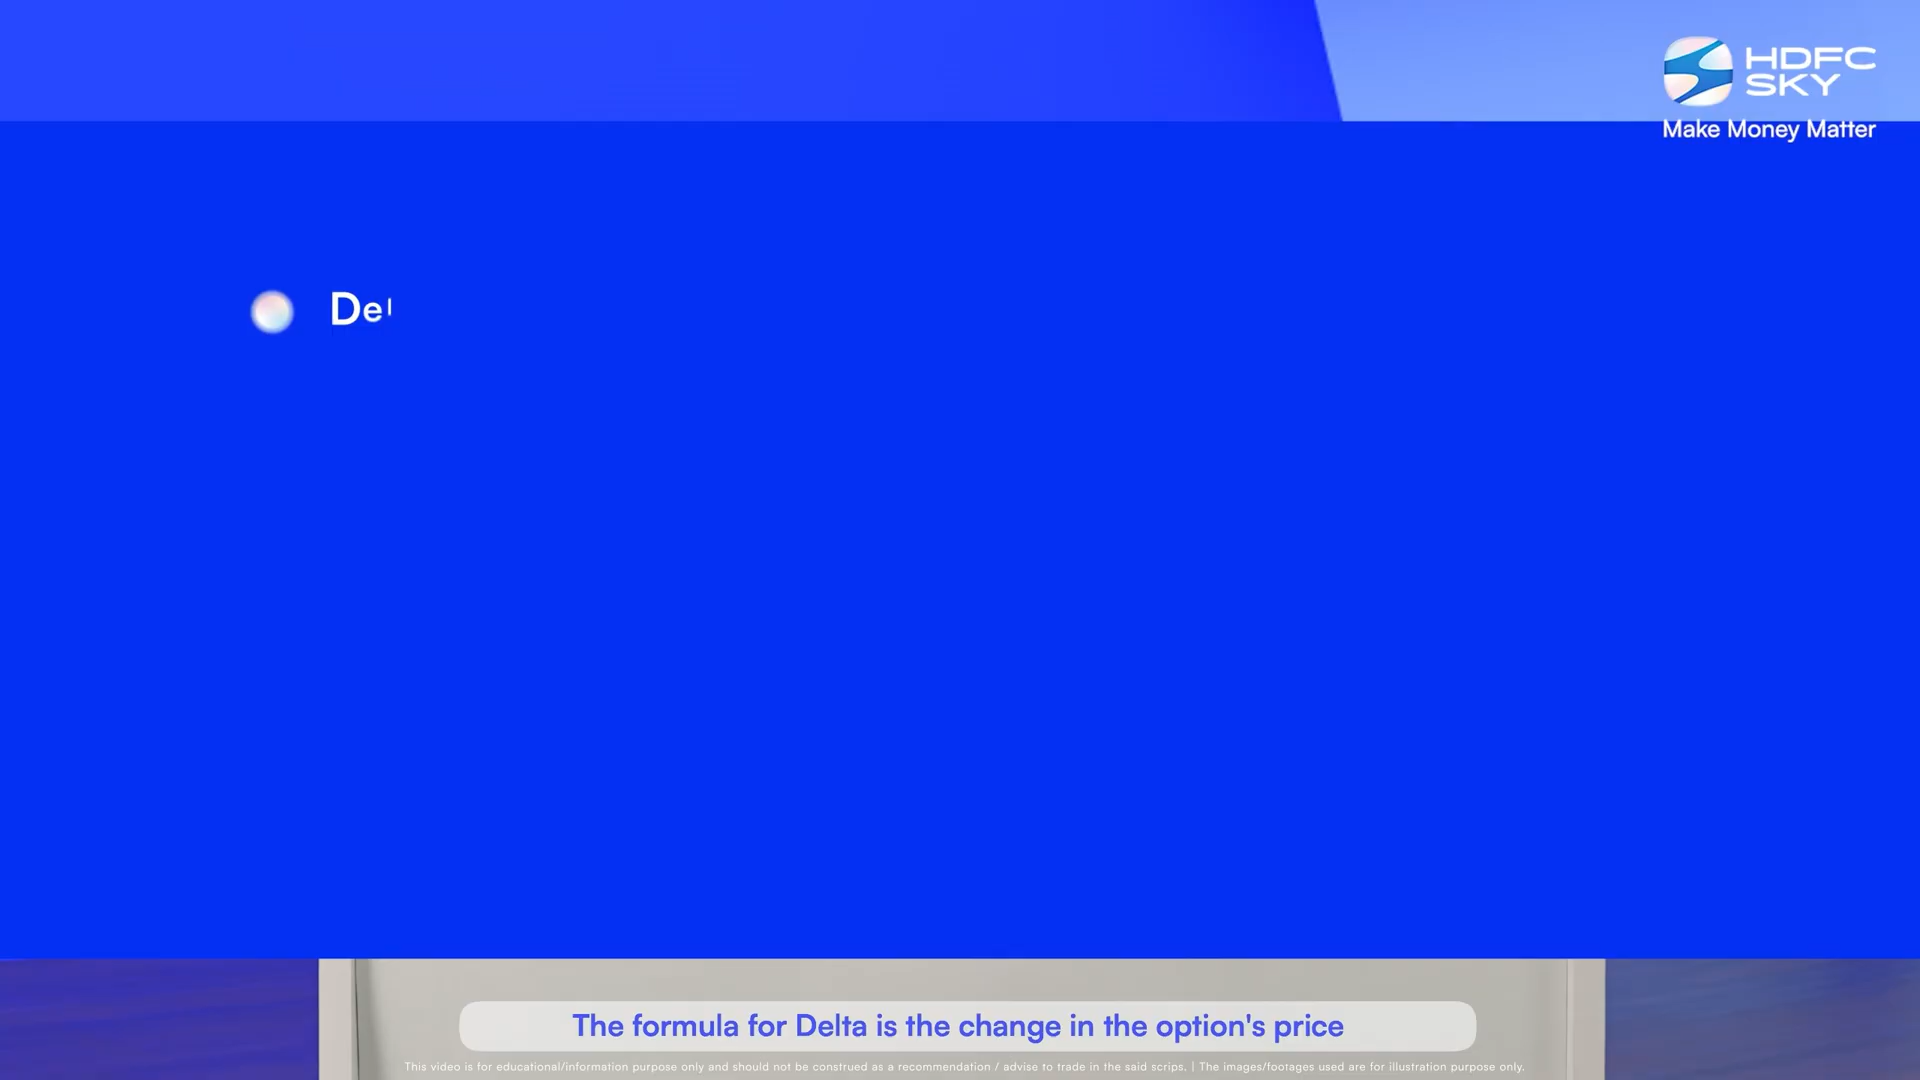 HDFC
SKY
Make Money Matter
De
The formula for Delta is the change in the option's price
This video is for educational/information purpose only and should not be construed as a recommendation / advise to trade in the said scrips. | The images/footages used are for illustration purpose only.